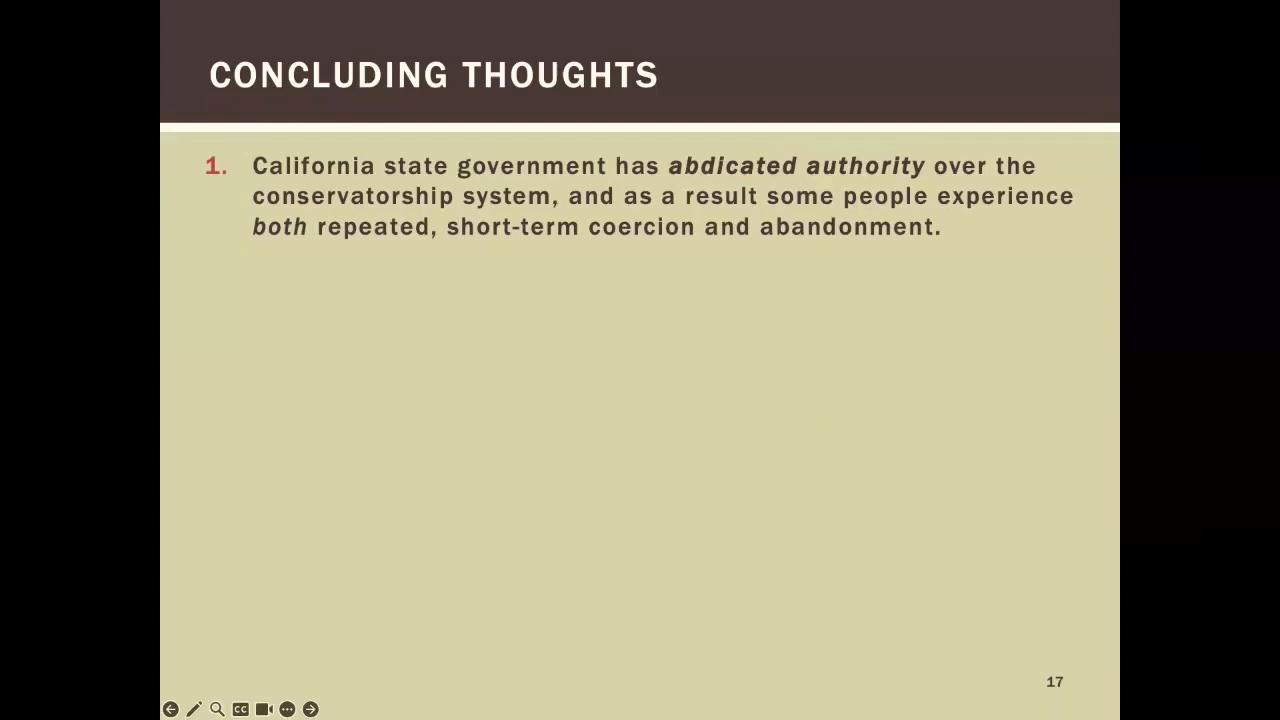 CONCLUDING THOUGHTS
1. California state government has abdicated authority over the
conservatorship system, and as a result some people experience
both repeated, short-term coercion and abandonment.
17
CC